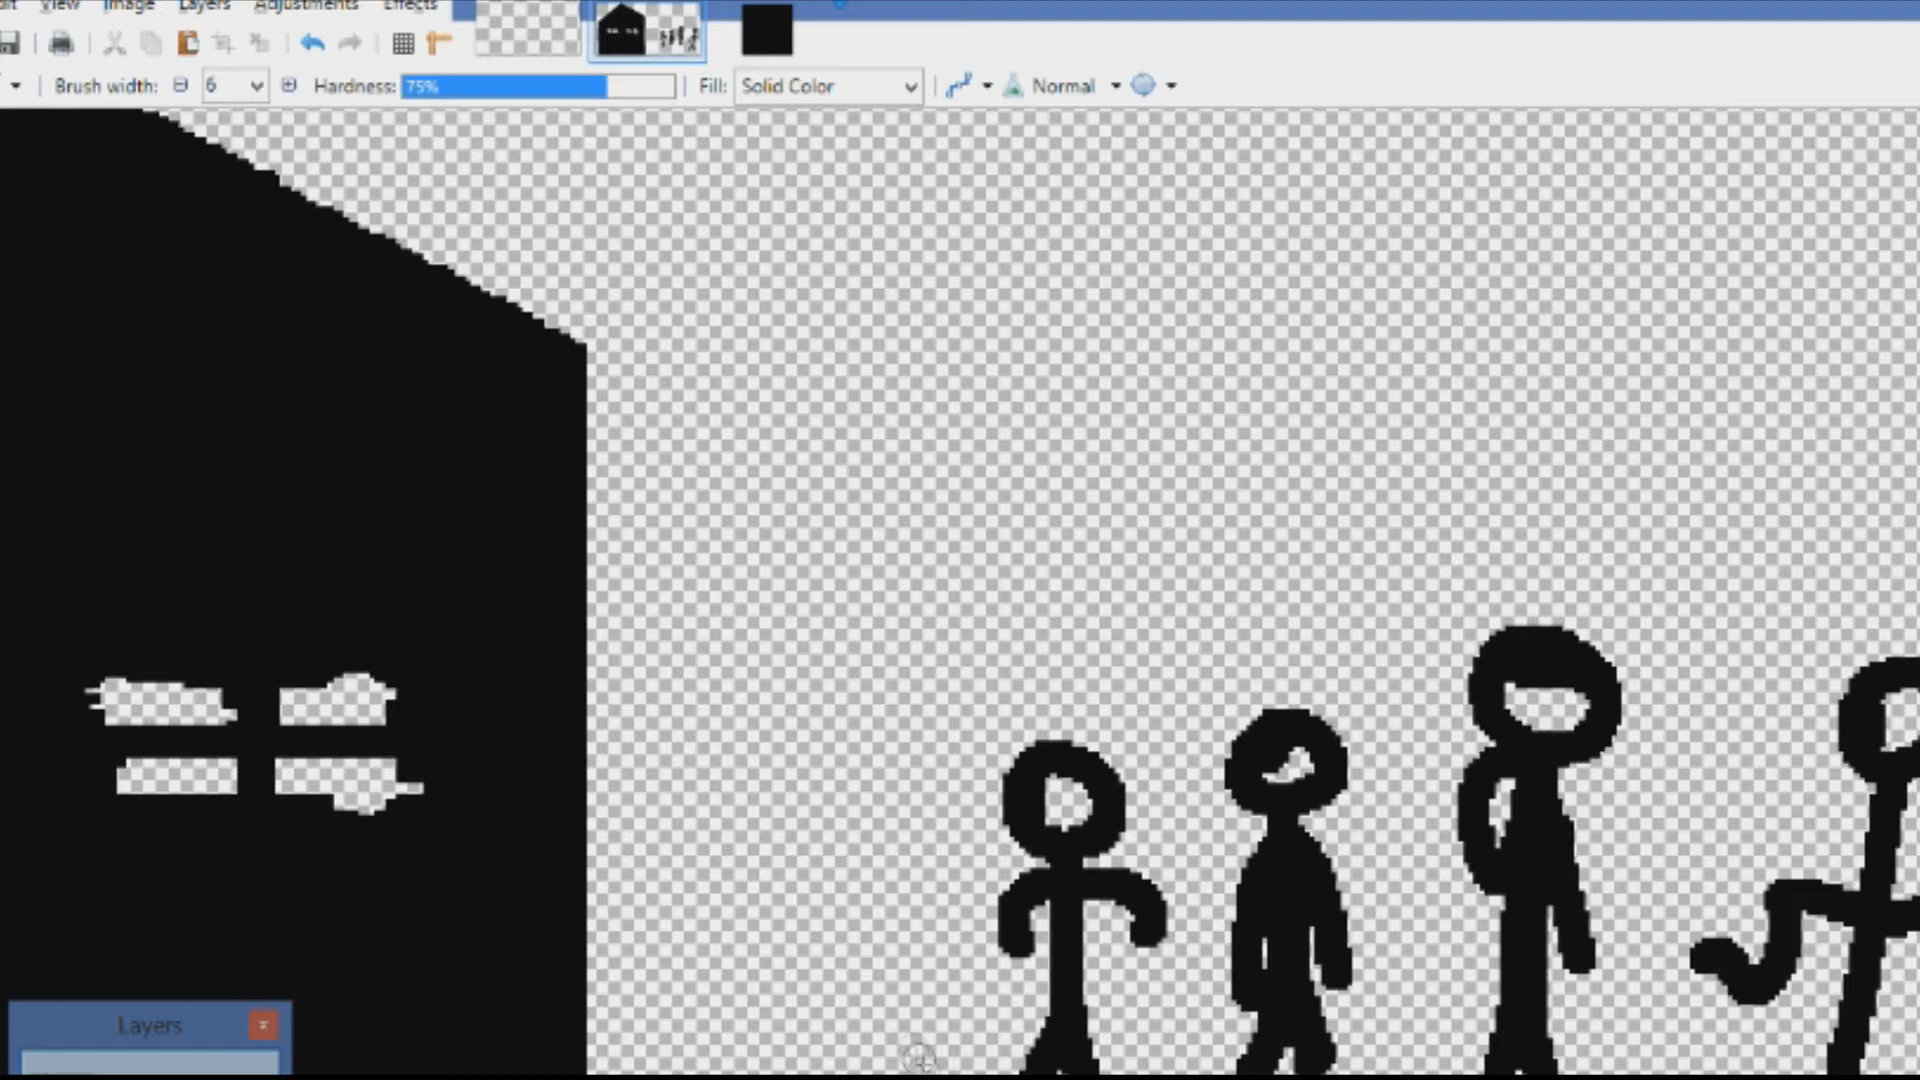 View Image Layers Adjustments Effects
Brush width: 6 Hardness: 75% Fill: Solid Color Normal
Layers